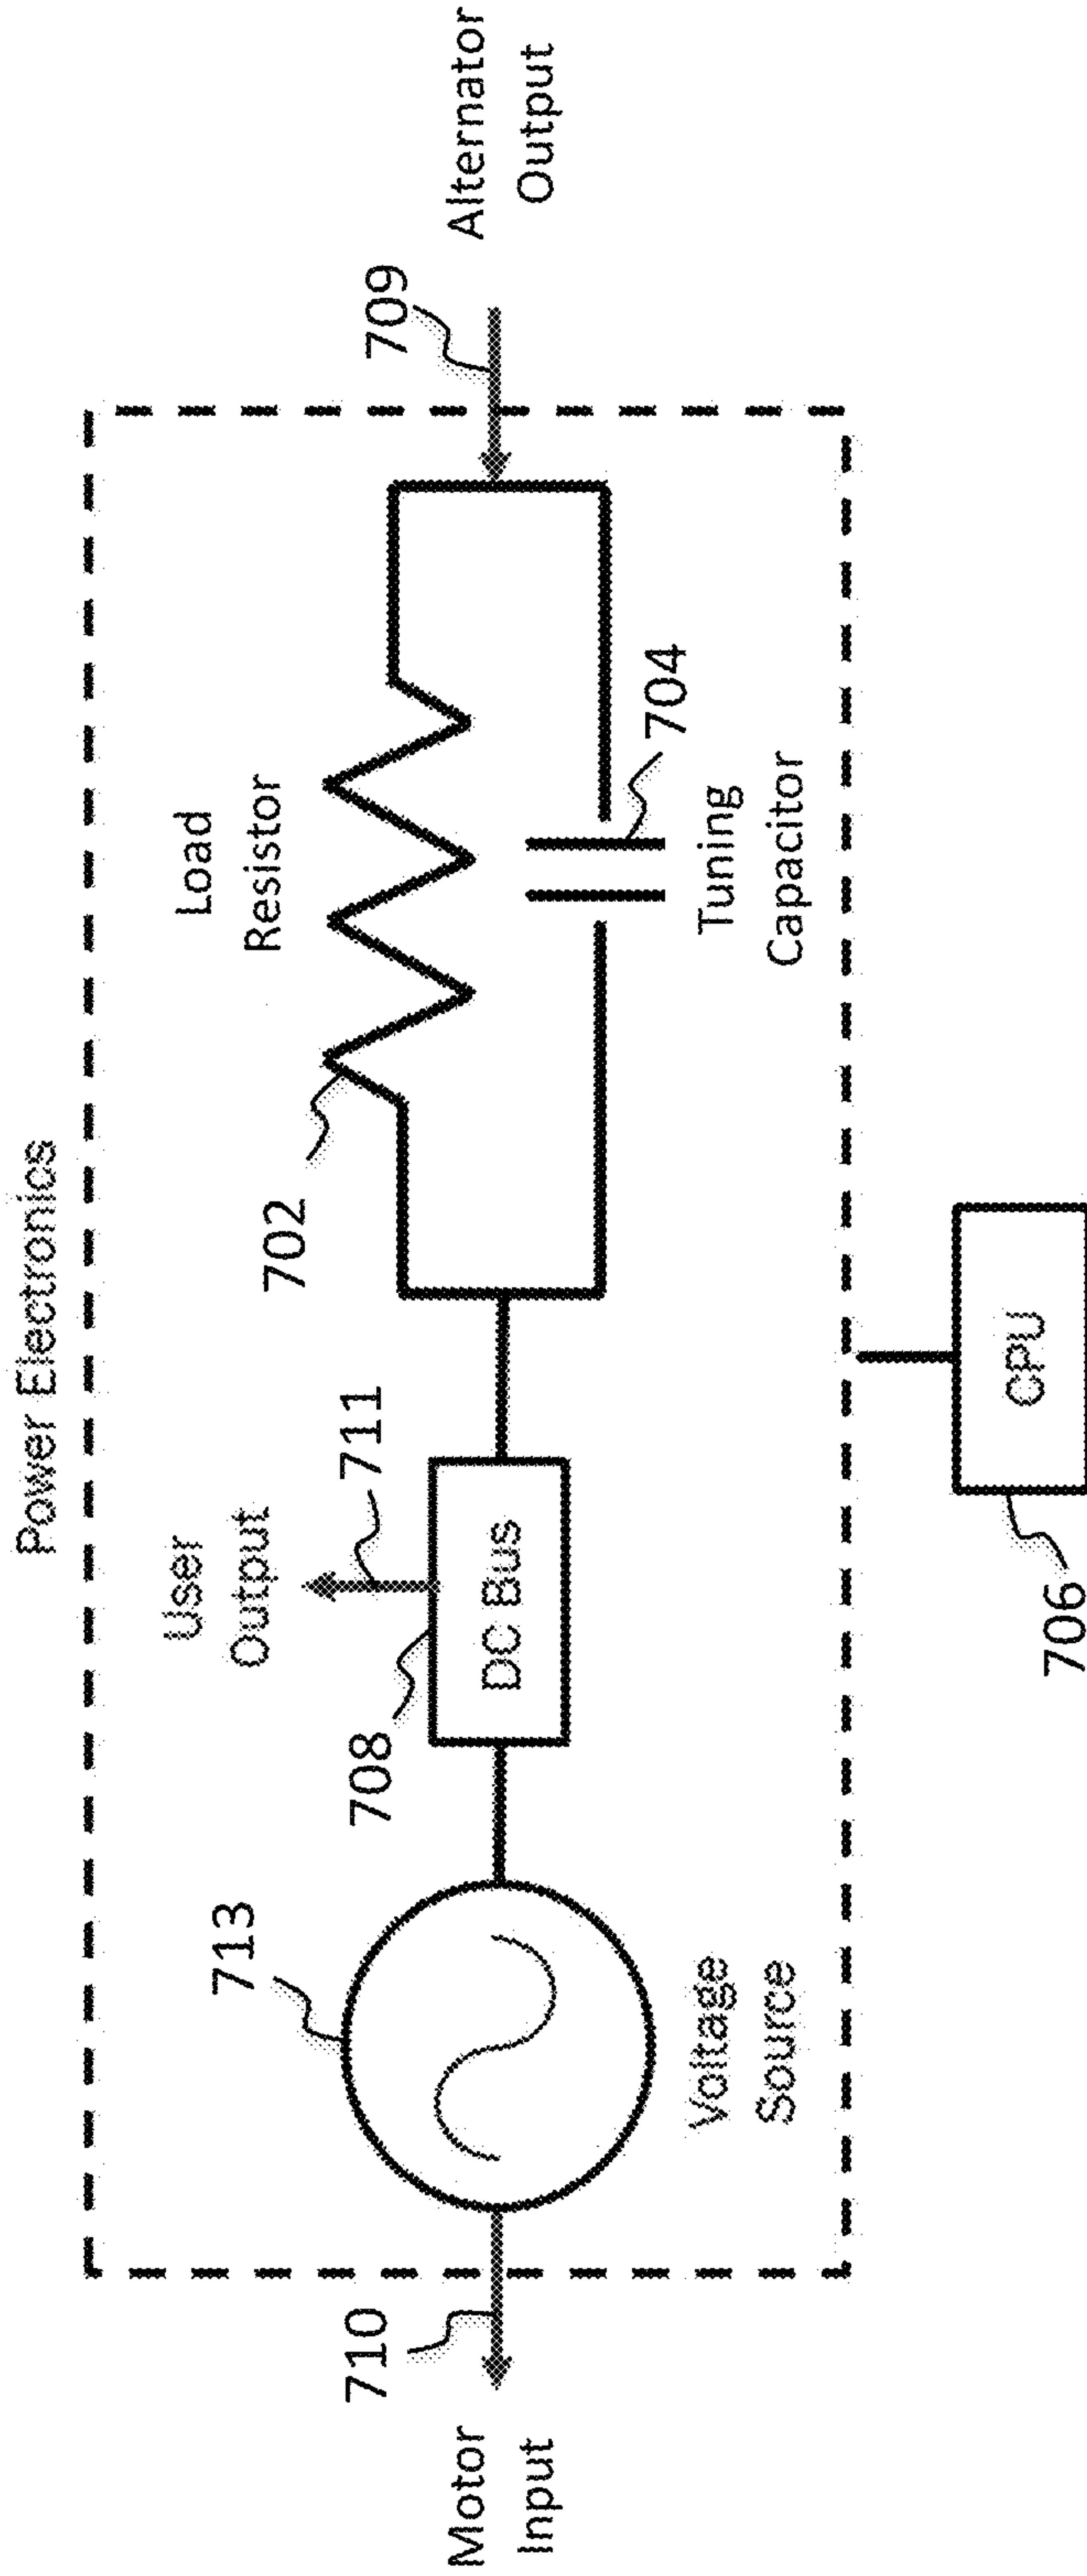 Power Electronics
User
Output
711
708
DC Bus
713
Voltage
Source
710
Motor
Input
702
Load
Resistor
704
Tuning
Capacitor
709
Alternator
Output
706
CPU